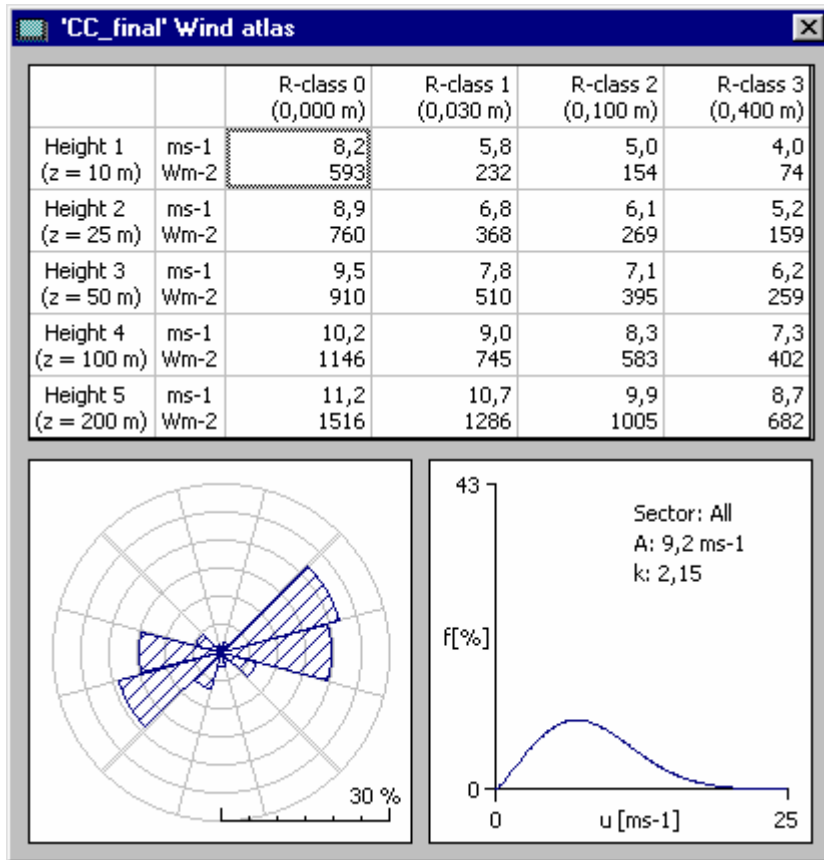 'CC_final' Wind atlas
R-class 0 R-class 1 R-class 2 R-class 3
(0,000 m) (0,030 m) (0,100 m) (0,400 m)
Height 1 ms-1 8,2 5,8 5,0 4,0
(z = 10 m) Wm-2 593 232 154 74
Height 2 ms-1 8,9 6,8 6,1 5,2
(z = 25 m) Wm-2 760 368 269 159
Height 3 ms-1 9,5 7,8 7,1 6,2
(z = 50 m) Wm-2 910 510 395 259
Height 4 ms-1 10,2 9,0 8,3 7,3
(z = 100 m) Wm-2 1146 745 583 402
Height 5 ms-1 11,2 10,7 9,9 8,7
(z = 200 m) Wm-2 1516 1286 1005 682
30 %
43
Sector: All
A: 9,2 ms-1
k: 2,15
f[%]
0
0 u [ms-1] 25